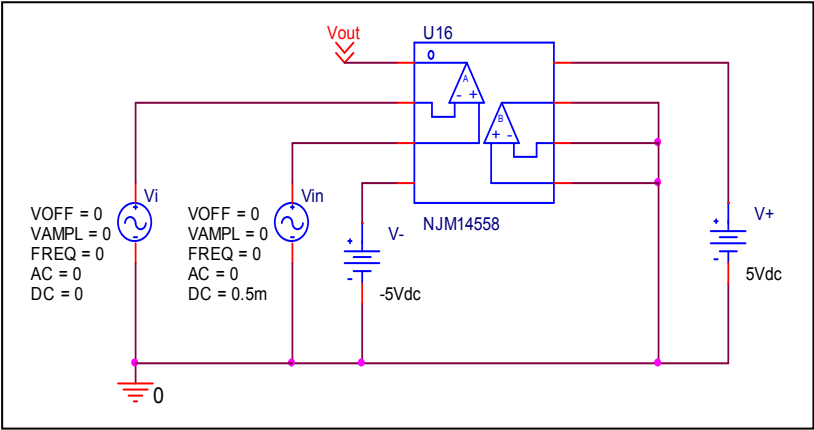 Vout
U16
A
- +
B
+ -
Vi
VOFF = 0
VAMPL = 0
FREQ = 0
AC = 0
DC = 0
Vin
VOFF = 0
VAMPL = 0
FREQ = 0
AC = 0
DC = 0.5m
NJM14558
V-
-5Vdc
V+
5Vdc
0